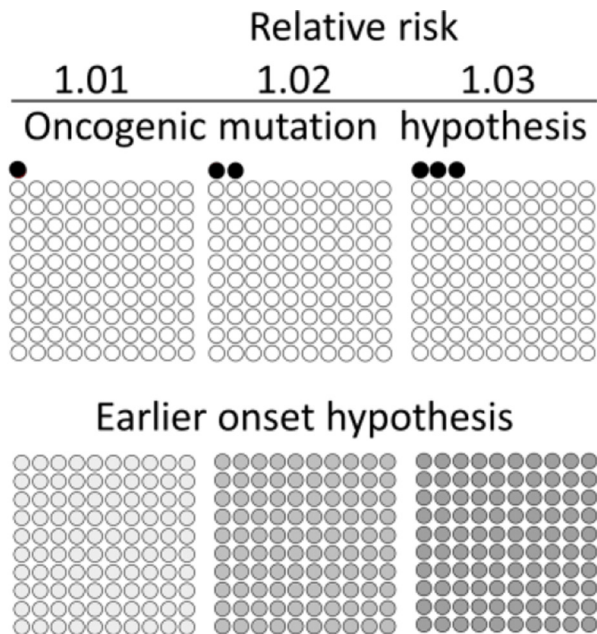 Relative risk
1.01 1.02 1.03
Oncogenic mutation hypothesis
Earlier onset hypothesis